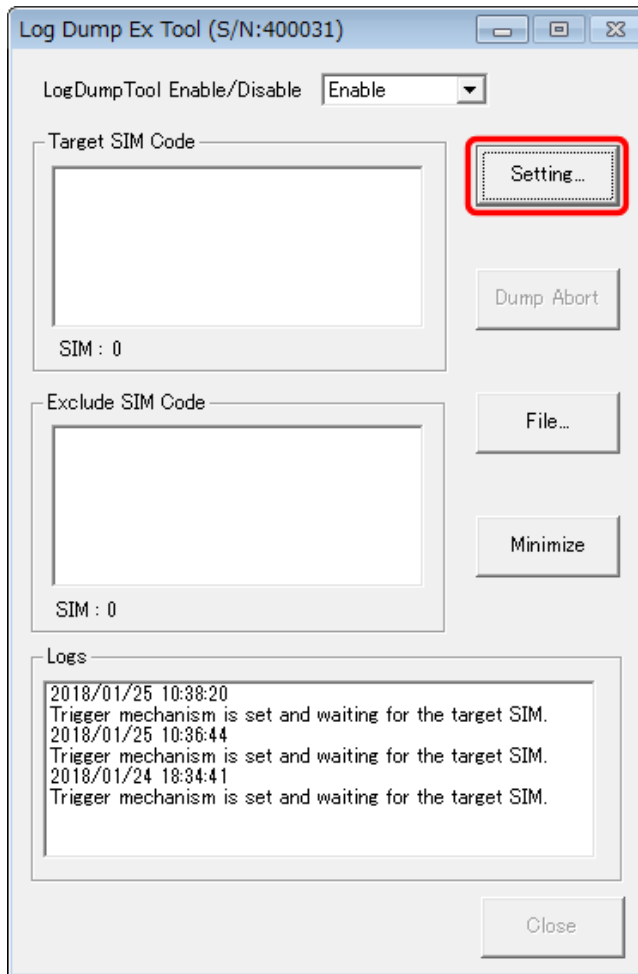 Log Dump Ex Tool (S/N:400031)
LogDumpTool Enable/Disable Enable
Target SIM Code
Setting...
SIM : 0
Dump Abort
Exclude SIM Code
File...
SIM : 0
Minimize
Logs
2018/01/25 10:38:20
Trigger mechanism is set and waiting for the target SIM.
2018/01/25 10:36:44
Trigger mechanism is set and waiting for the target SIM.
2018/01/24 18:34:41
Trigger mechanism is set and waiting for the target SIM.
Close